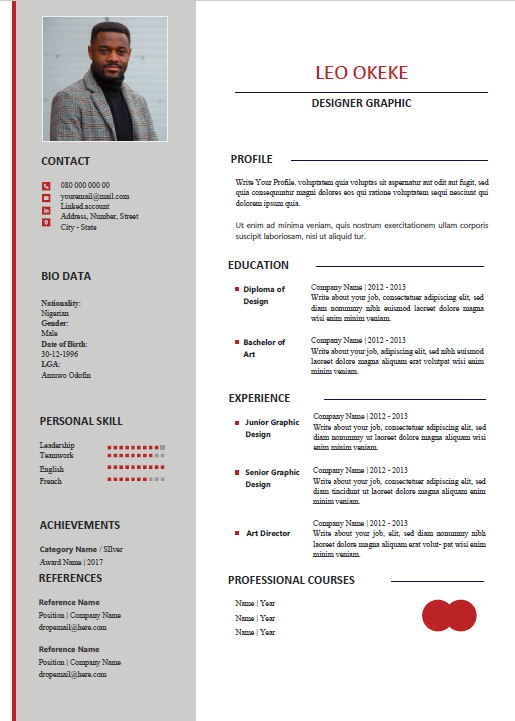 LEO OKEKE
DESIGNER GRAPHIC
CONTACT
080 000 000 00
youremail@mail.com
Linked.account
Address, Number, Street
City - State
BIO DATA
Nationality:
Nigerian
Gender:
Male
Date of Birth:
30-12-1996
LGA:
Amuwo Odofin
PERSONAL SKILL
Leadership
Teamwork
English
French
ACHIEVEMENTS
Category Name / SIlver
Award Name | 2017
REFERENCES
Reference Name
Position | Company Name
dropemail@here.com
Reference Name
Position | Company Name
dropemail@here.com
PROFILE
Write Your Profile. voluptatem quia voluptas sit aspernatur aut odit aut fugit, sed
quia consequuntur magni dolores eos qui ratione voluptatem sequi nesciunt qui
dolorem ipsum quia.
Ut enim ad minima veniam, quis nostrum exercitationem ullam corporis
suscipit laboriosam, nisi ut aliquid tur.
EDUCATION
Diploma of
Design
Company Name | 2012 - 2013
Write about your job, consectetuer adipiscing elit, sed
diam nonummy nibh euismod laoreet dolore magna
wisi enim minim veniam.
Bachelor of
Art
Company Name | 2012 - 2013
Write about your job, adipiscing elit, sed nibh euismod
laoreet dolore magna aliquam erat volutpat wisi enim
minim veniam.
EXPERIENCE
Junior Graphic
Design
Company Name | 2012 - 2013
Write about your job, consectetuer adipiscing elit, sed
diam nonummy ut laoreet dolore magna aliquam wisi
enim minim veniam.
Senior Graphic
Design
Company Name | 2012 - 2013
Write about your job, consectetuer adipiscing elit, sed
diam tincidunt ut laoreet dolore magna aliquam enim
minim veniam.
Art Director
Company Name | 2012 - 2013
Write about your job, elit, sed diam nonummy nibh
laoreet dolore magna aliquam erat volut- pat wisi enim
minim veniam.
PROFESSIONAL COURSES
Name | Year
Name | Year
Name | Year